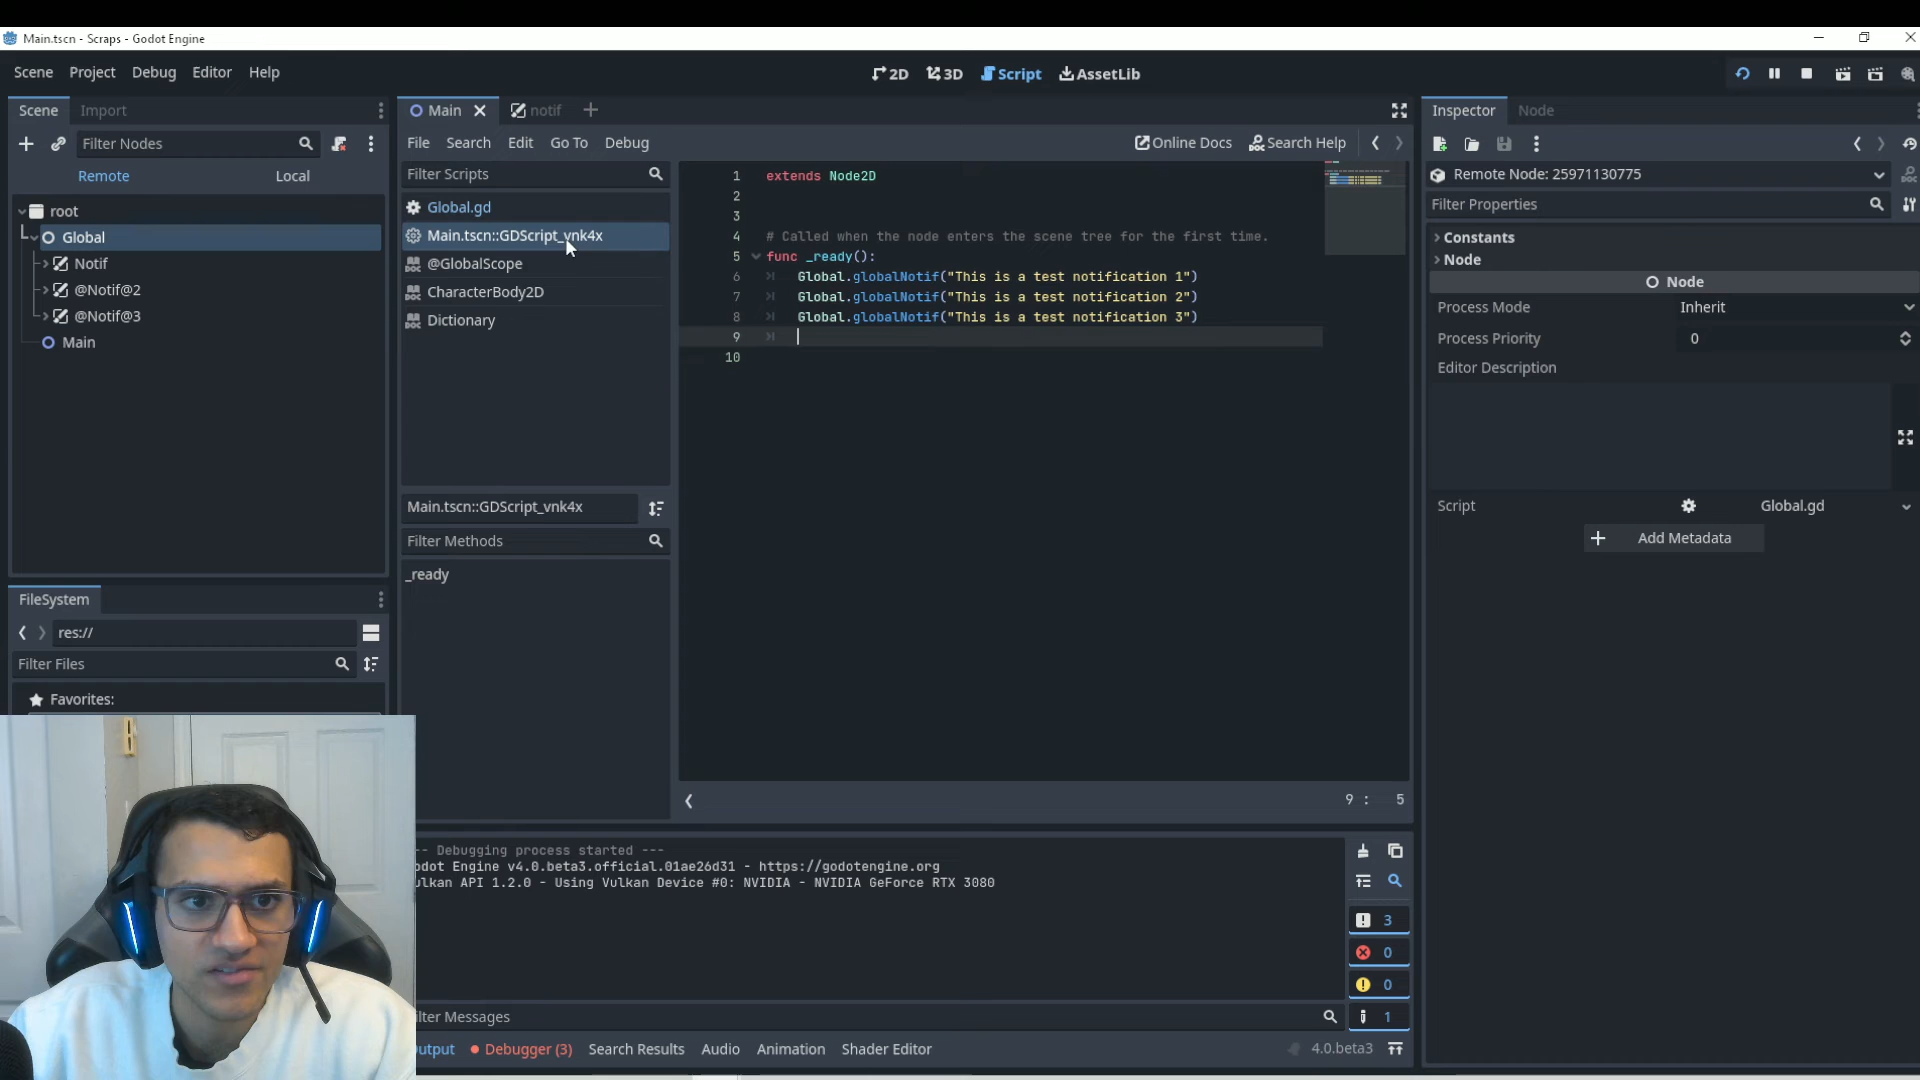 Main.tscn - Scraps - Godot Engine
Scene Project Debug Editor Help
2D 3D Script AssetLib
Scene Import
Filter Nodes
Remote Local
root
Global
Notif
@Notif@2
@Notif@3
Main
FileSystem
res://
Filter Files
Favorites:
Main notif
File Search Edit Go To Debug
Online Docs Search Help
Filter Scripts
Global.gd
Main.tscn::GDScript_vnk4x
@GlobalScope
CharacterBody2D
Dictionary
Main.tscn::GDScript_vnk4x
Filter Methods
_ready
1 extends Node2D
2
3
4 # Called when the node enters the scene tree for the first time.
5 func _ready():
6 Global.globalNotif("This is a test notification 1")
7 Global.globalNotif("This is a test notification 2")
8 Global.globalNotif("This is a test notification 3")
9
10
9 : 5
-- Debugging process started ---
odot Engine v4.0.beta3.official.01ae26d31 - https://godotengine.org
ulkan API 1.2.0 - Using Vulkan Device #0: NVIDIA - NVIDIA GeForce RTX 3080
3
0
0
1
ilter Messages
utput Debugger (3) Search Results Audio Animation Shader Editor
4.0.beta3
Inspector Node
Remote Node: 25971130775
Filter Properties
Constants
Node
Node
Process Mode Inherit
Process Priority 0
Editor Description
Script Global.gd
Add Metadata